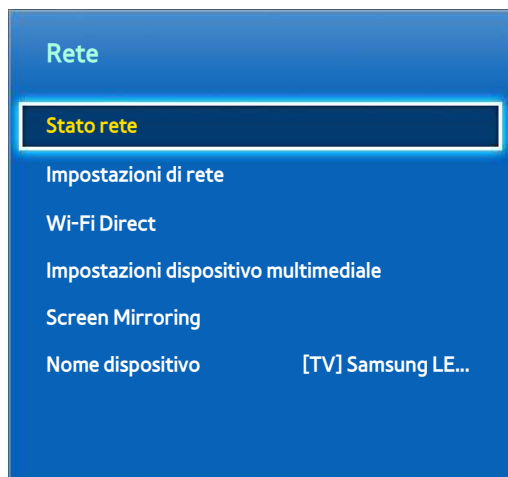 Rete
Stato rete
Impostazioni di rete
Wi-Fi Direct
Impostazioni dispositivo multimediale
Screen Mirroring
Nome dispositivo [TV] Samsung LE...